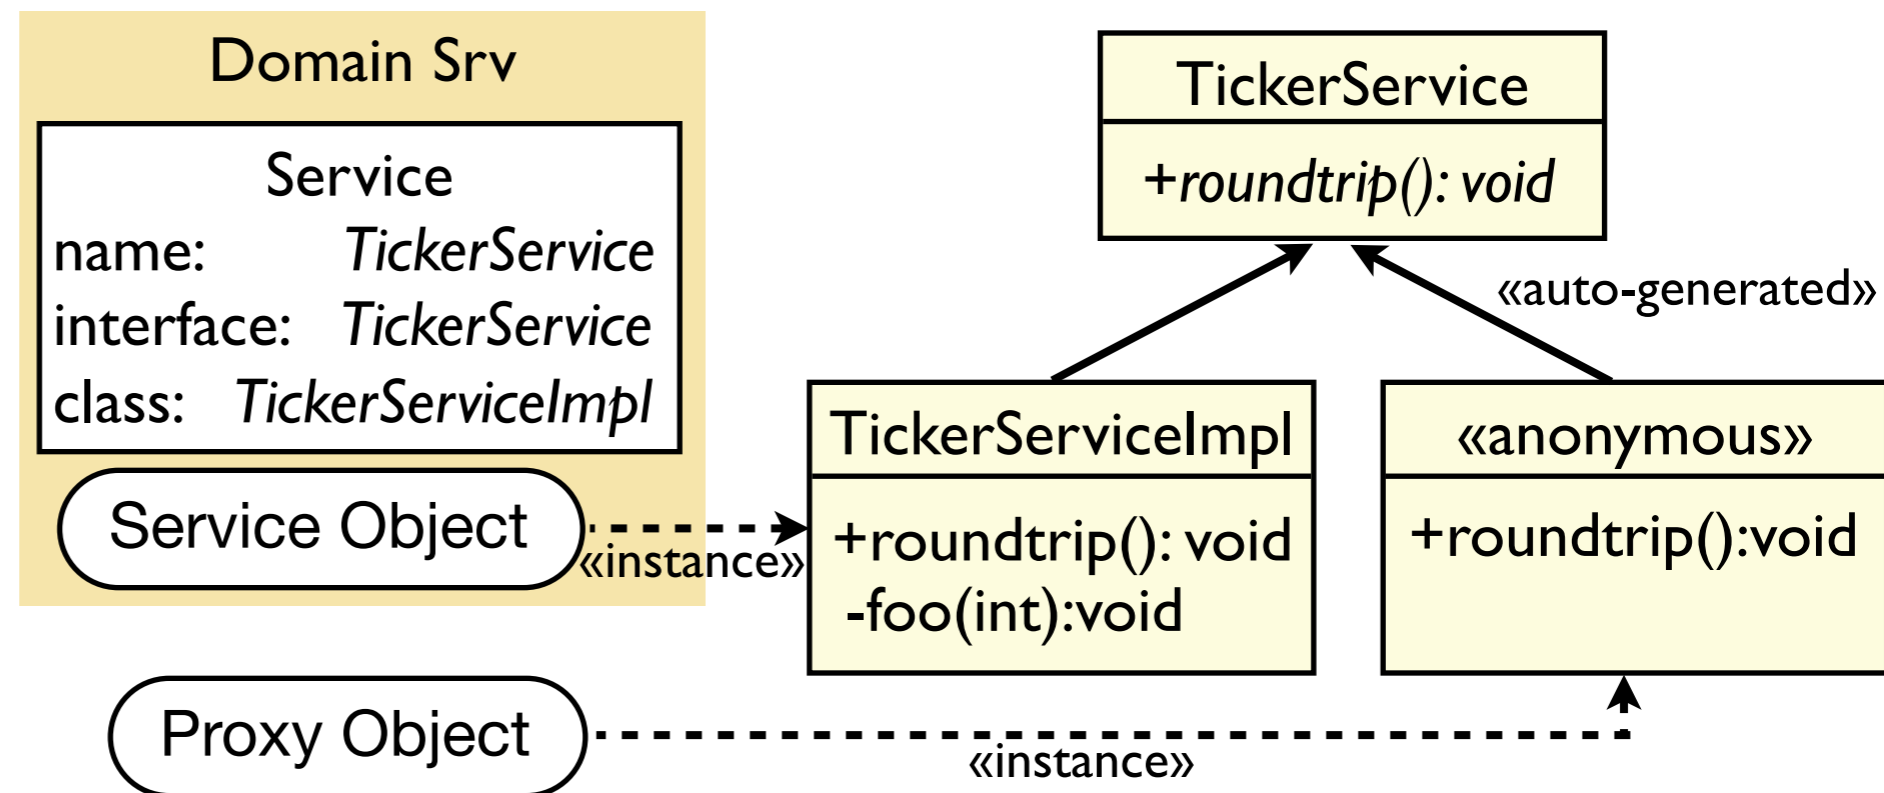 Domain Srv
Service
name: TickerService
interface: TickerService
class: TickerServiceImpl
Service Object
«instance»
Proxy Object
«instance»
TickerService
+roundtrip(): void
«auto-generated»
TickerServiceImpl
+roundtrip(): void
-foo(int):void
«anonymous»
+roundtrip():void